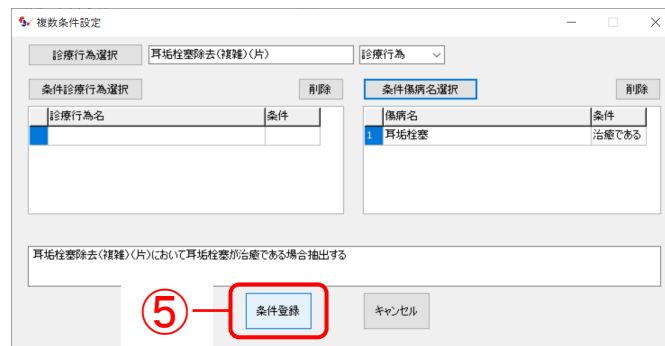 複数条件設定
診療行為選択 耳垢栓塞除去(複雑)(片) 診療行為
条件診療行為選択 削除 条件傷病名選択 削除
診療行為名 条件 傷病名 条件
1 耳垢栓塞 治癒である
耳垢栓塞除去(複雑)(片)において耳垢栓塞が治癒である場合抽出する
⑤ 条件登録 キャンセル